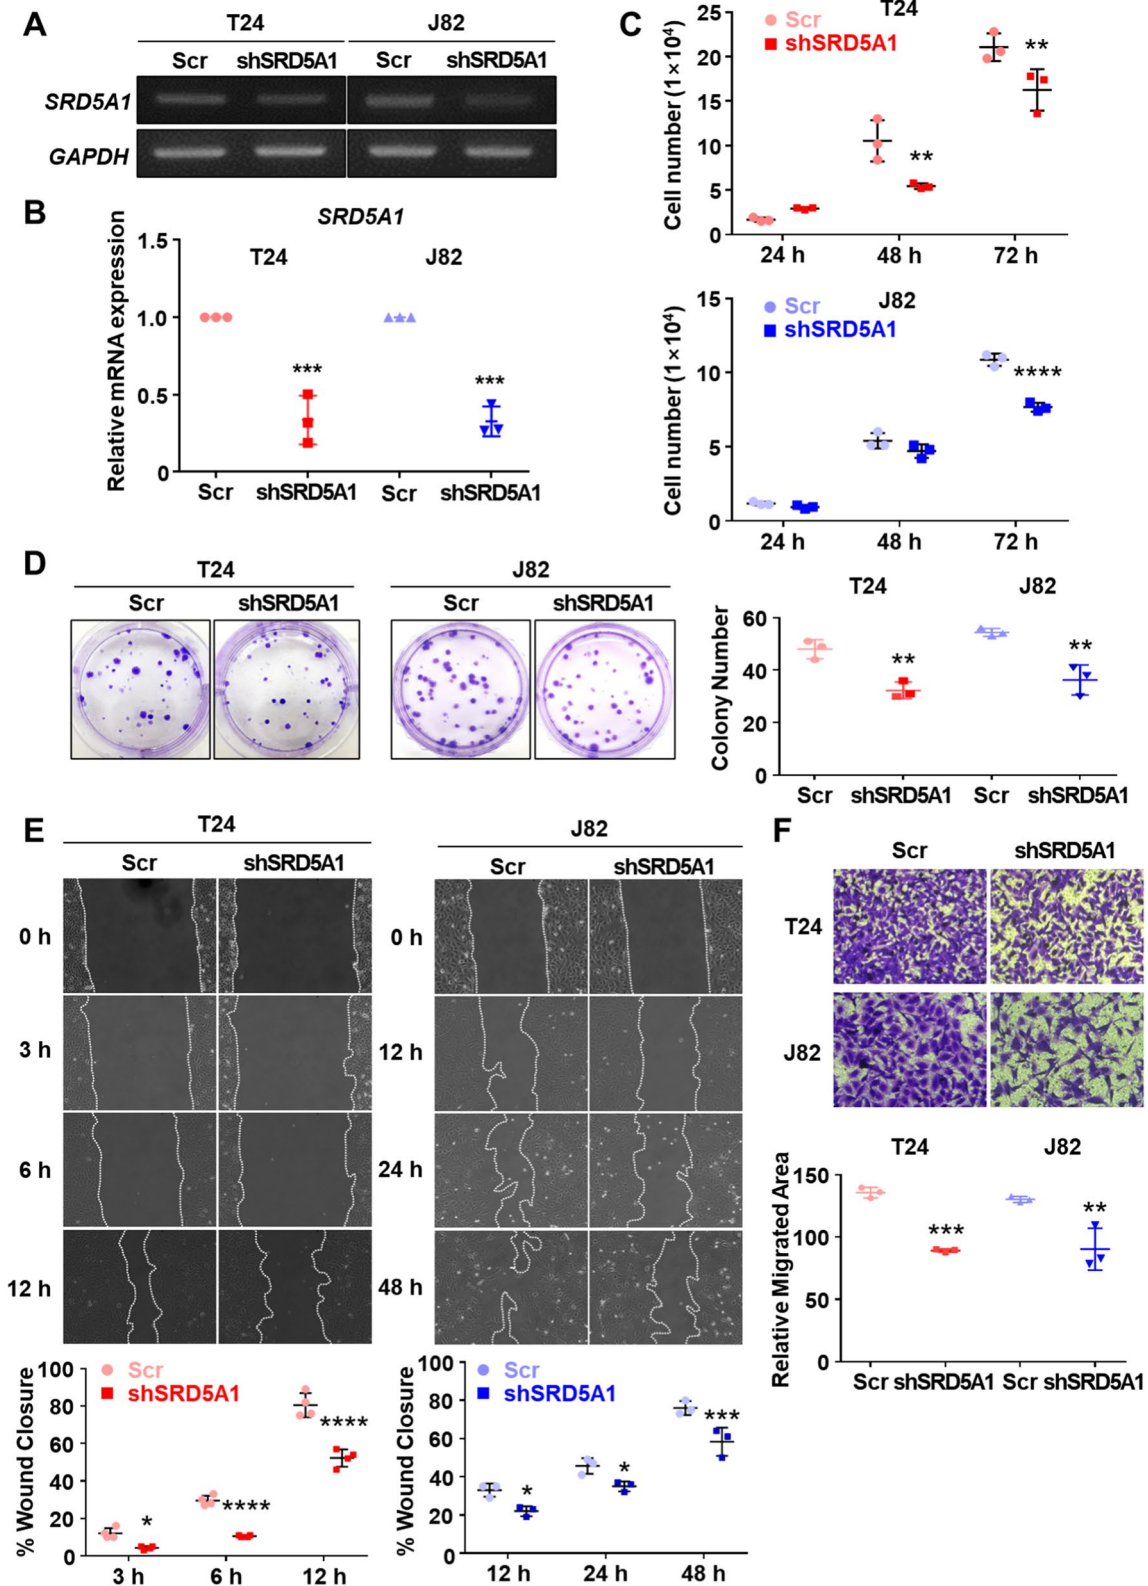 A
T24
J82
Scr
shSRD5A1
Scr
shSRD5A1
SRD5A1
GAPDH
B
SRD5A1
Relative mRNA expression
1.5
1.0
0.5
0
T24
J82
***
***
Scr
shSRD5A1
Scr
shSRD5A1
C
T24
Scr
shSRD5A1
Cell number (1×10⁴)
25
20
15
10
5
0
**
**
24 h
48 h
72 h
J82
Scr
shSRD5A1
Cell number (1×10⁴)
15
10
5
0
****
24 h
48 h
72 h
D
T24
J82
Scr
shSRD5A1
Scr
shSRD5A1
T24
J82
Colony Number
60
40
20
0
**
**
Scr
shSRD5A1
Scr
shSRD5A1
E
T24
Scr
shSRD5A1
0 h
3 h
6 h
12 h
J82
Scr
shSRD5A1
0 h
12 h
24 h
48 h
% Wound Closure
100
80
60
40
20
0
Scr
shSRD5A1
*
****
****
3 h
6 h
12 h
% Wound Closure
100
80
60
40
20
0
Scr
shSRD5A1
*
*
***
12 h
24 h
48 h
F
Scr
shSRD5A1
T24
J82
T24
J82
Relative Migrated Area
150
100
50
0
***
**
Scr
shSRD5A1
Scr
shSRD5A1